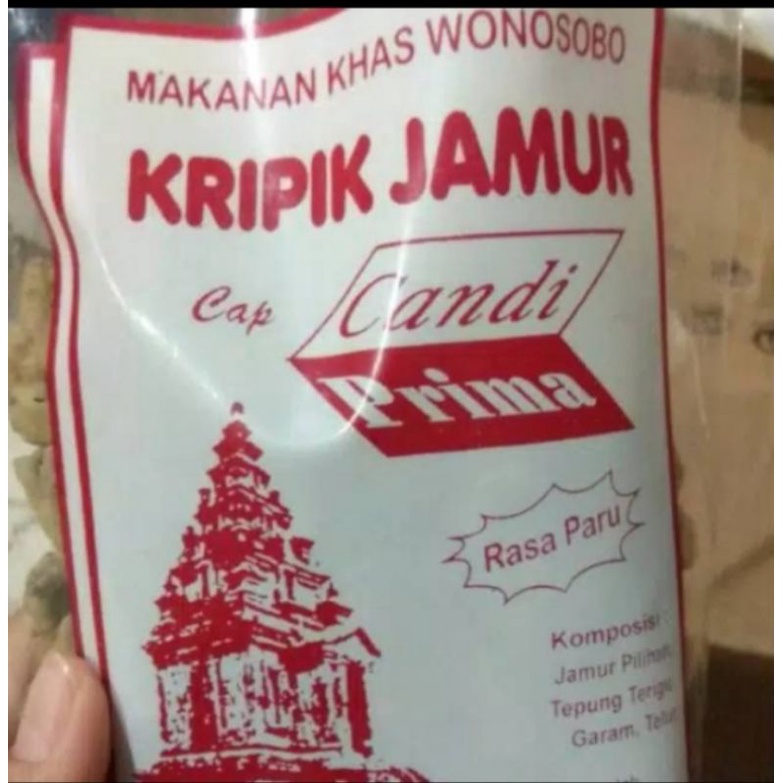 MAKANAN KHAS WONOSOBO
KRIPIK JAMUR
Cap Candi
Prima
Rasa Paru
Komposisi
Jamur Pilihan
Tepung Terigu
Garam, Telur